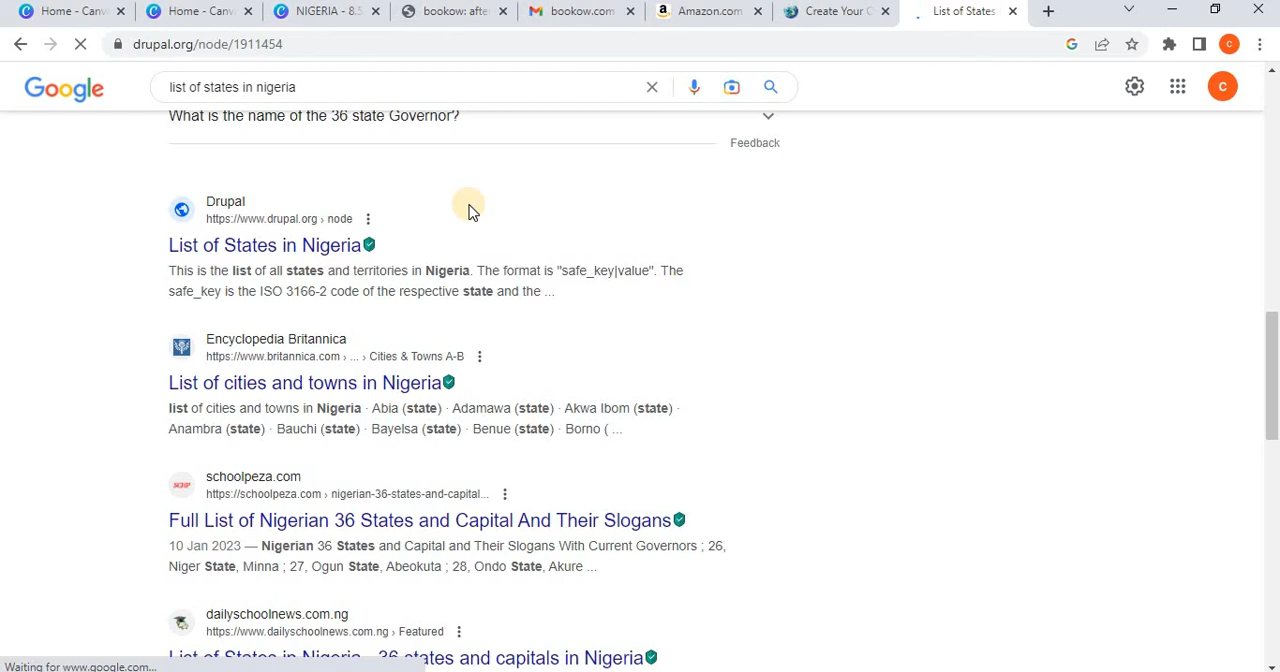 Home - Canv
Home - Canv
NIGERIA - 8.5
bookow: afte
bookow.com
Amazon.com
Create Your C
List of States
drupal.org/node/1911454
Google
list of states in nigeria
C
What is the name of the 36 state Governor?
Feedback
Drupal
https://www.drupal.org › node
List of States in Nigeria
This is the list of all states and territories in Nigeria. The format is "safe_key|value". The
safe_key is the ISO 3166-2 code of the respective state and the ...
Encyclopedia Britannica
https://www.britannica.com › ... › Cities & Towns A-B
List of cities and towns in Nigeria
list of cities and towns in Nigeria · Abia (state) · Adamawa (state) · Akwa Ibom (state) ·
Anambra (state) · Bauchi (state) · Bayelsa (state) · Benue (state) · Borno ( ...
schoolpeza.com
https://schoolpeza.com › nigerian-36-states-and-capital...
Full List of Nigerian 36 States and Capital And Their Slogans
10 Jan 2023 — Nigerian 36 States and Capital and Their Slogans With Current Governors ; 26,
Niger State, Minna ; 27, Ogun State, Abeokuta ; 28, Ondo State, Akure ...
dailyschoolnews.com.ng
https://www.dailyschoolnews.com.ng › Featured
List of States in Nigeria - 36 states and capitals in Nigeria
Waiting for www.google.com...